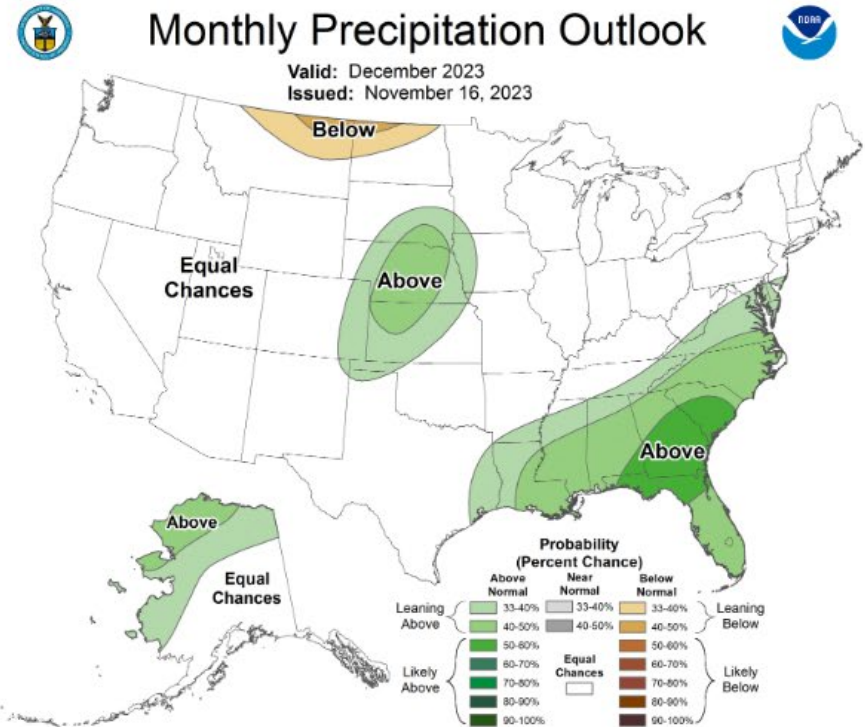 Monthly Precipitation Outlook
NOAA
Valid: December 2023
Issued: November 16, 2023
Below
Equal
Chances
Above
Above
Above
Equal
Chances
Probability
(Percent Chance)
Above
Normal
Near
Normal
Below
Normal
Leaning
Above
33-40%
33-40%
33-40%
Leaning
Below
40-50%
40-50%
40-50%
Likely
Above
50-60%
60-70%
70-80%
80-90%
90-100%
Equal
Chances
50-60%
60-70%
70-80%
80-90%
90-100%
Likely
Below